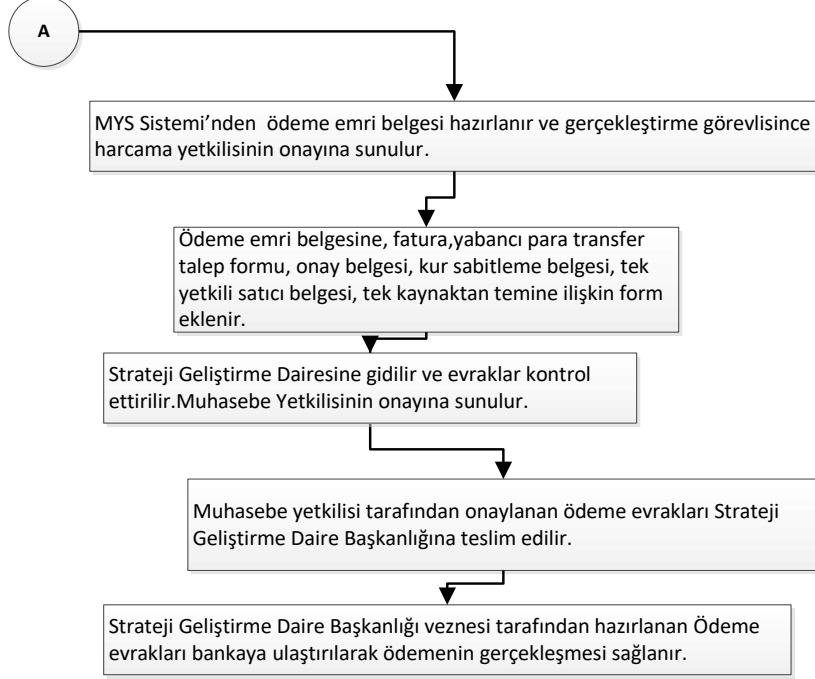 A
MYS Sistemi’nden ödeme emri belgesi hazırlanır ve gerçekleştirme görevlisince
harcama yetkilisinin onayına sunulur.
Ödeme emri belgesine, fatura,yabancı para transfer
talep formu, onay belgesi, kur sabitleme belgesi, tek
yetkili satıcı belgesi, tek kaynaktan temine ilişkin form
eklenir.
Strateji Geliştirme Dairesine gidilir ve evraklar kontrol
ettirilir.Muhasebe Yetkilisinin onayına sunulur.
Muhasebe yetkilisi tarafından onaylanan ödeme evrakları Strateji
Geliştirme Daire Başkanlığına teslim edilir.
Strateji Geliştirme Daire Başkanlığı veznesi tarafından hazırlanan Ödeme
evrakları bankaya ulaştırılarak ödemenin gerçekleşmesi sağlanır.